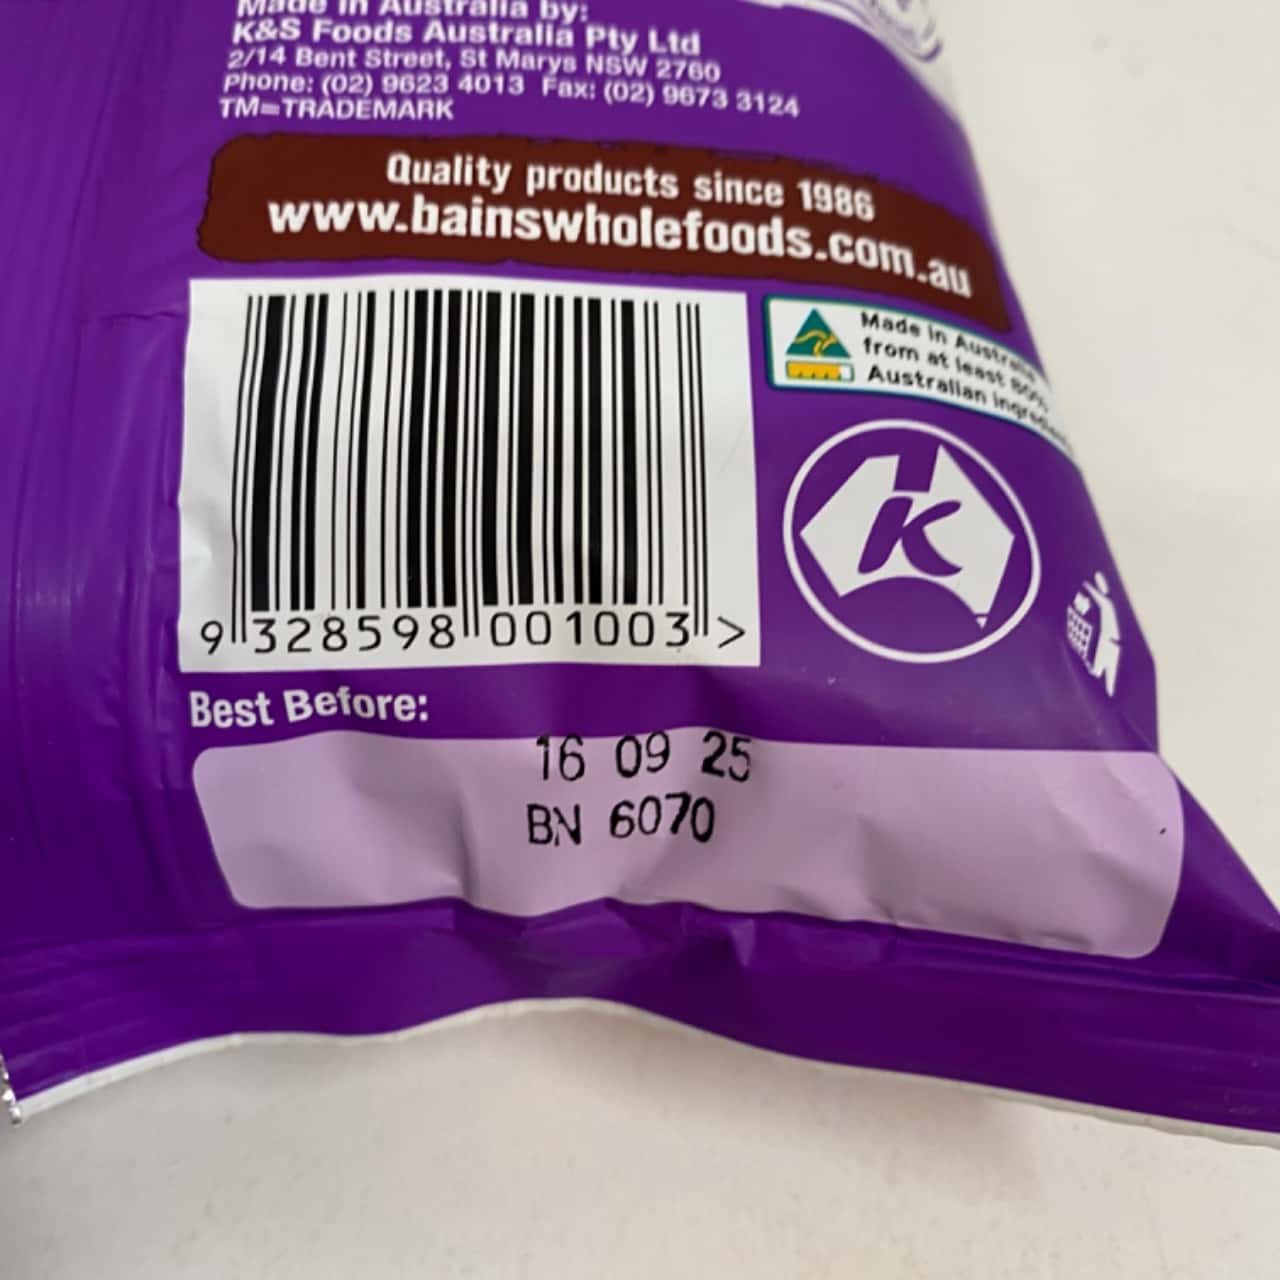 Made in Australia by:
K&S Foods Australia Pty Ltd
2/14 Bent Street, St Marys NSW 2760
Phone: (02) 9623 4013 Fax: (02) 9673 3124
TM=TRADEMARK
Quality products since 1986
www.bainswholefoods.com.au
Made in Australia
from at least 80%
Australian ingredients
K
9 328598 001003 >
Best Before:
16 09 25
BN 6070